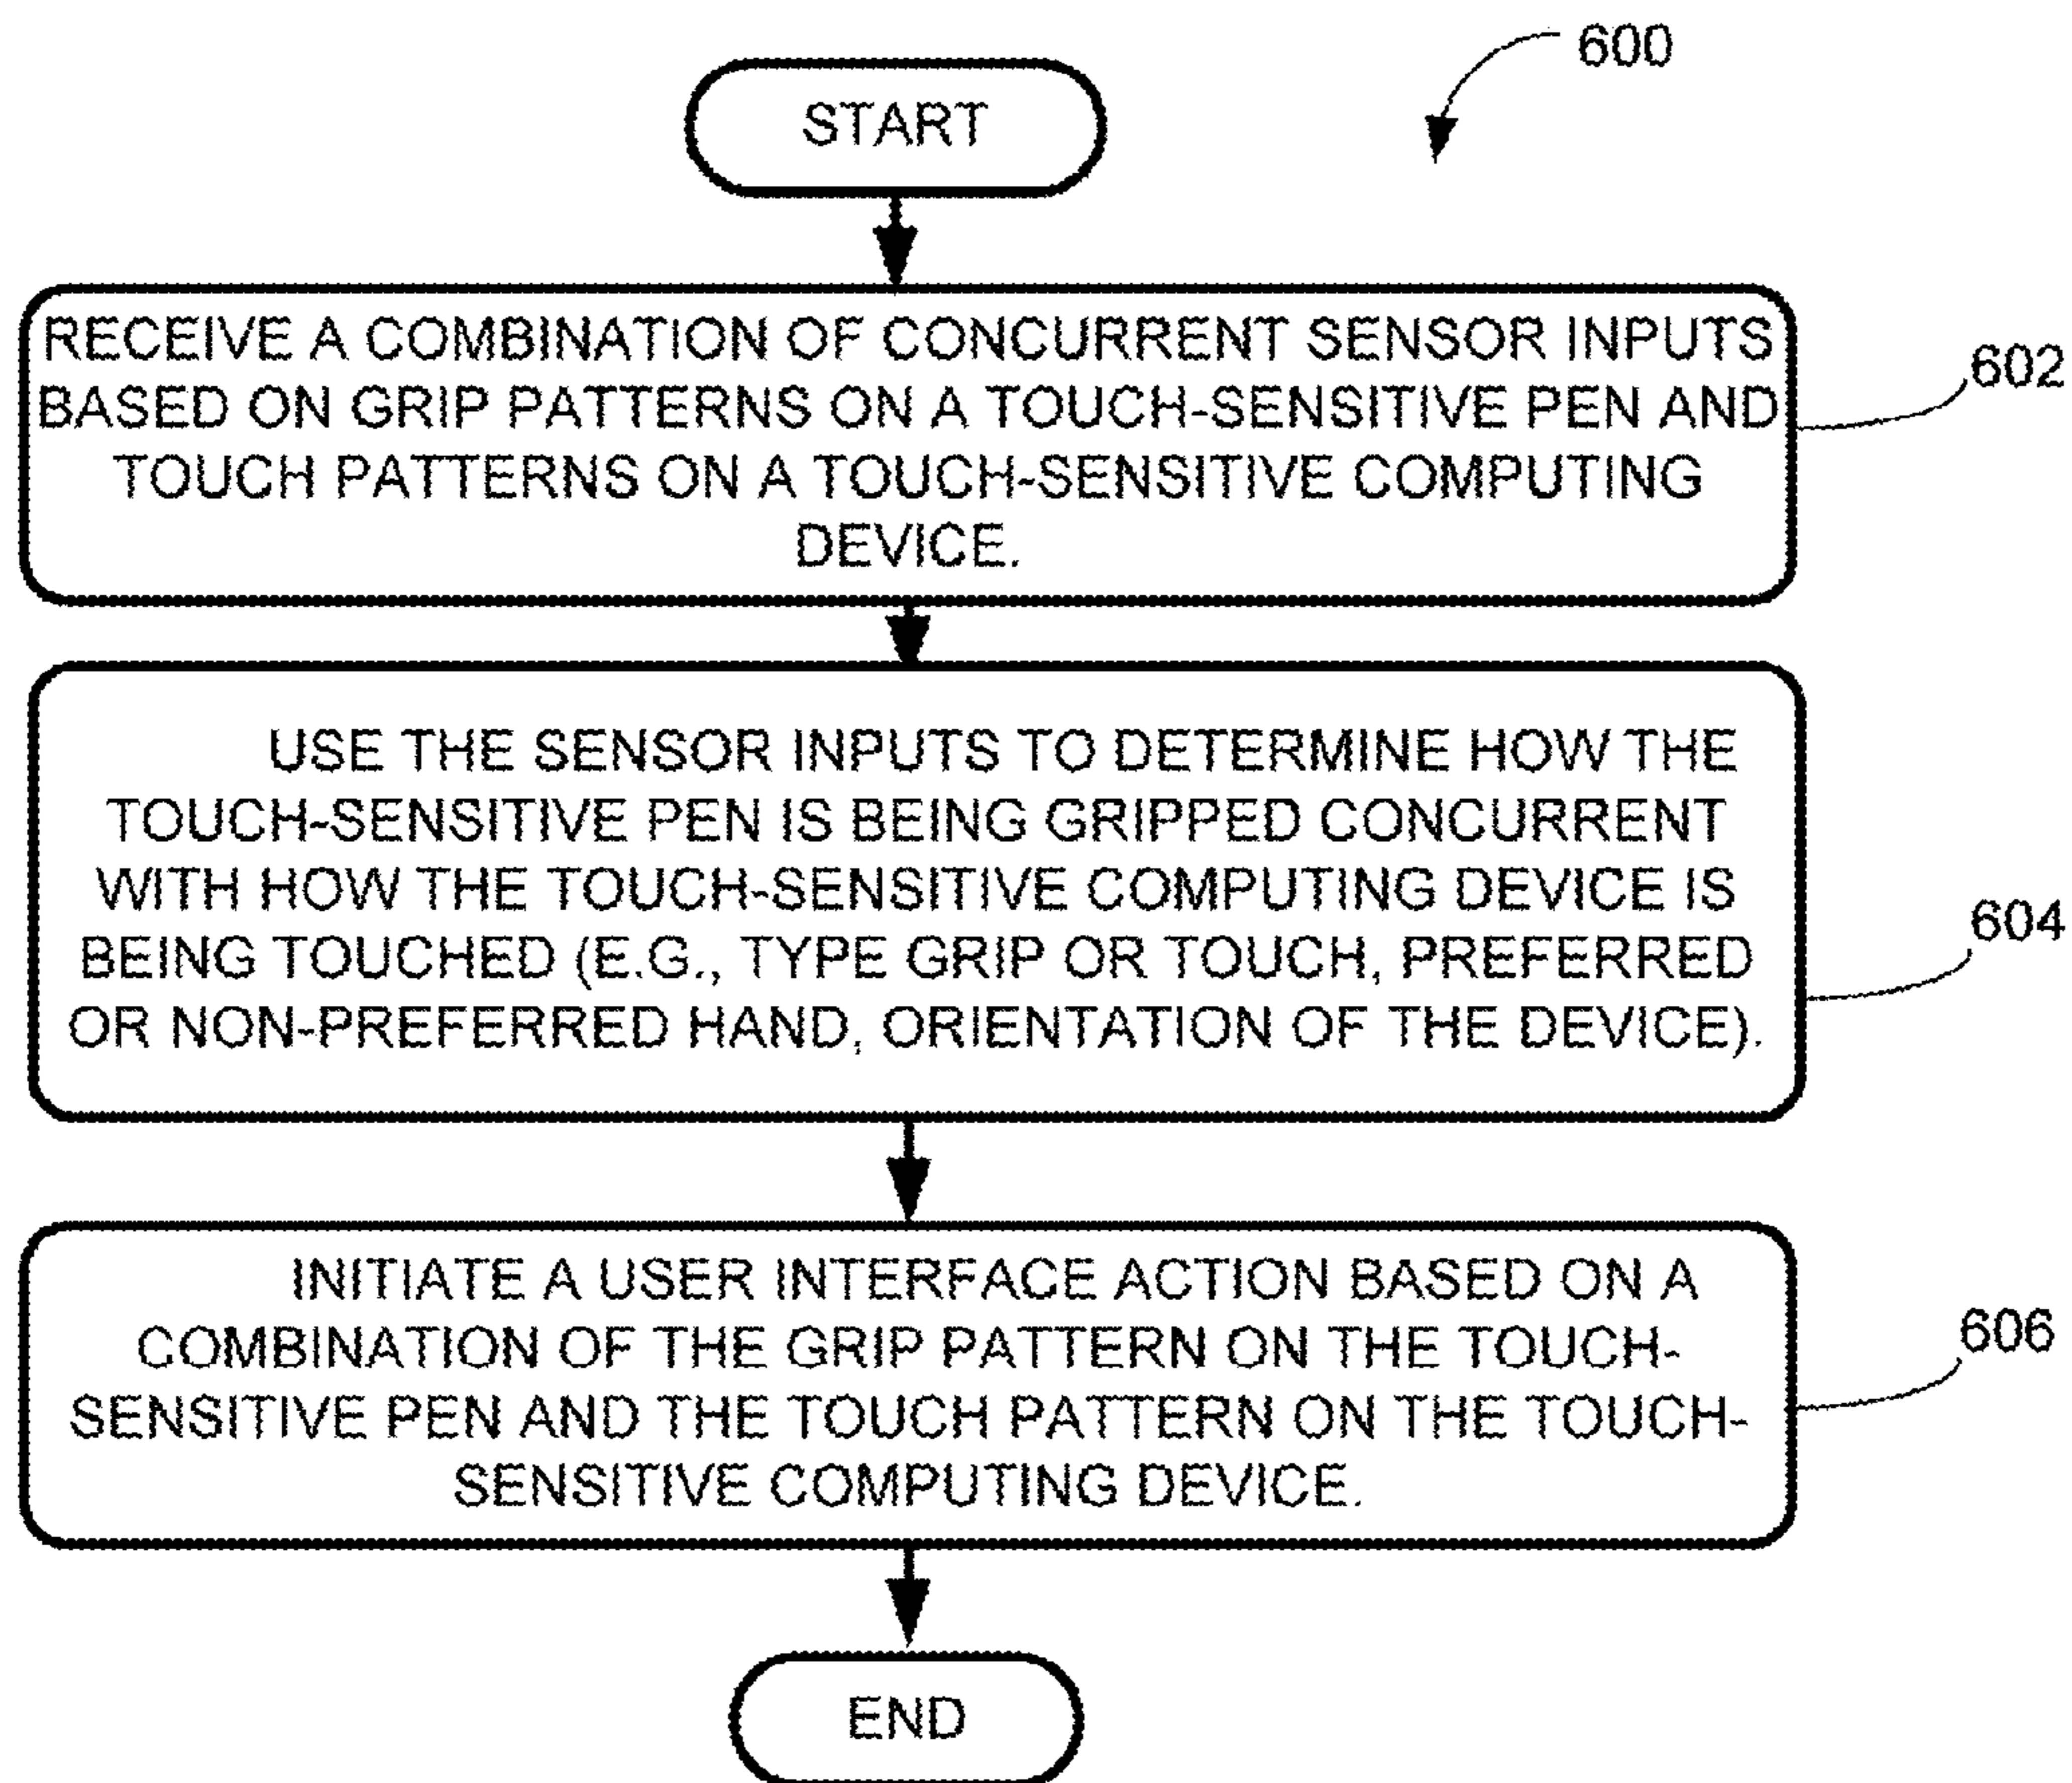 600
START
RECEIVE A COMBINATION OF CONCURRENT SENSOR INPUTS
BASED ON GRIP PATTERNS ON A TOUCH-SENSITIVE PEN AND
TOUCH PATTERNS ON A TOUCH-SENSITIVE COMPUTING
DEVICE.
602
USE THE SENSOR INPUTS TO DETERMINE HOW THE
TOUCH-SENSITIVE PEN IS BEING GRIPPED CONCURRENT
WITH HOW THE TOUCH-SENSITIVE COMPUTING DEVICE IS
BEING TOUCHED (E.G., TYPE GRIP OR TOUCH, PREFERRED
OR NON-PREFERRED HAND, ORIENTATION OF THE DEVICE).
604
INITIATE A USER INTERFACE ACTION BASED ON A
COMBINATION OF THE GRIP PATTERN ON THE TOUCH-
SENSITIVE PEN AND THE TOUCH PATTERN ON THE TOUCH-
SENSITIVE COMPUTING DEVICE.
606
END